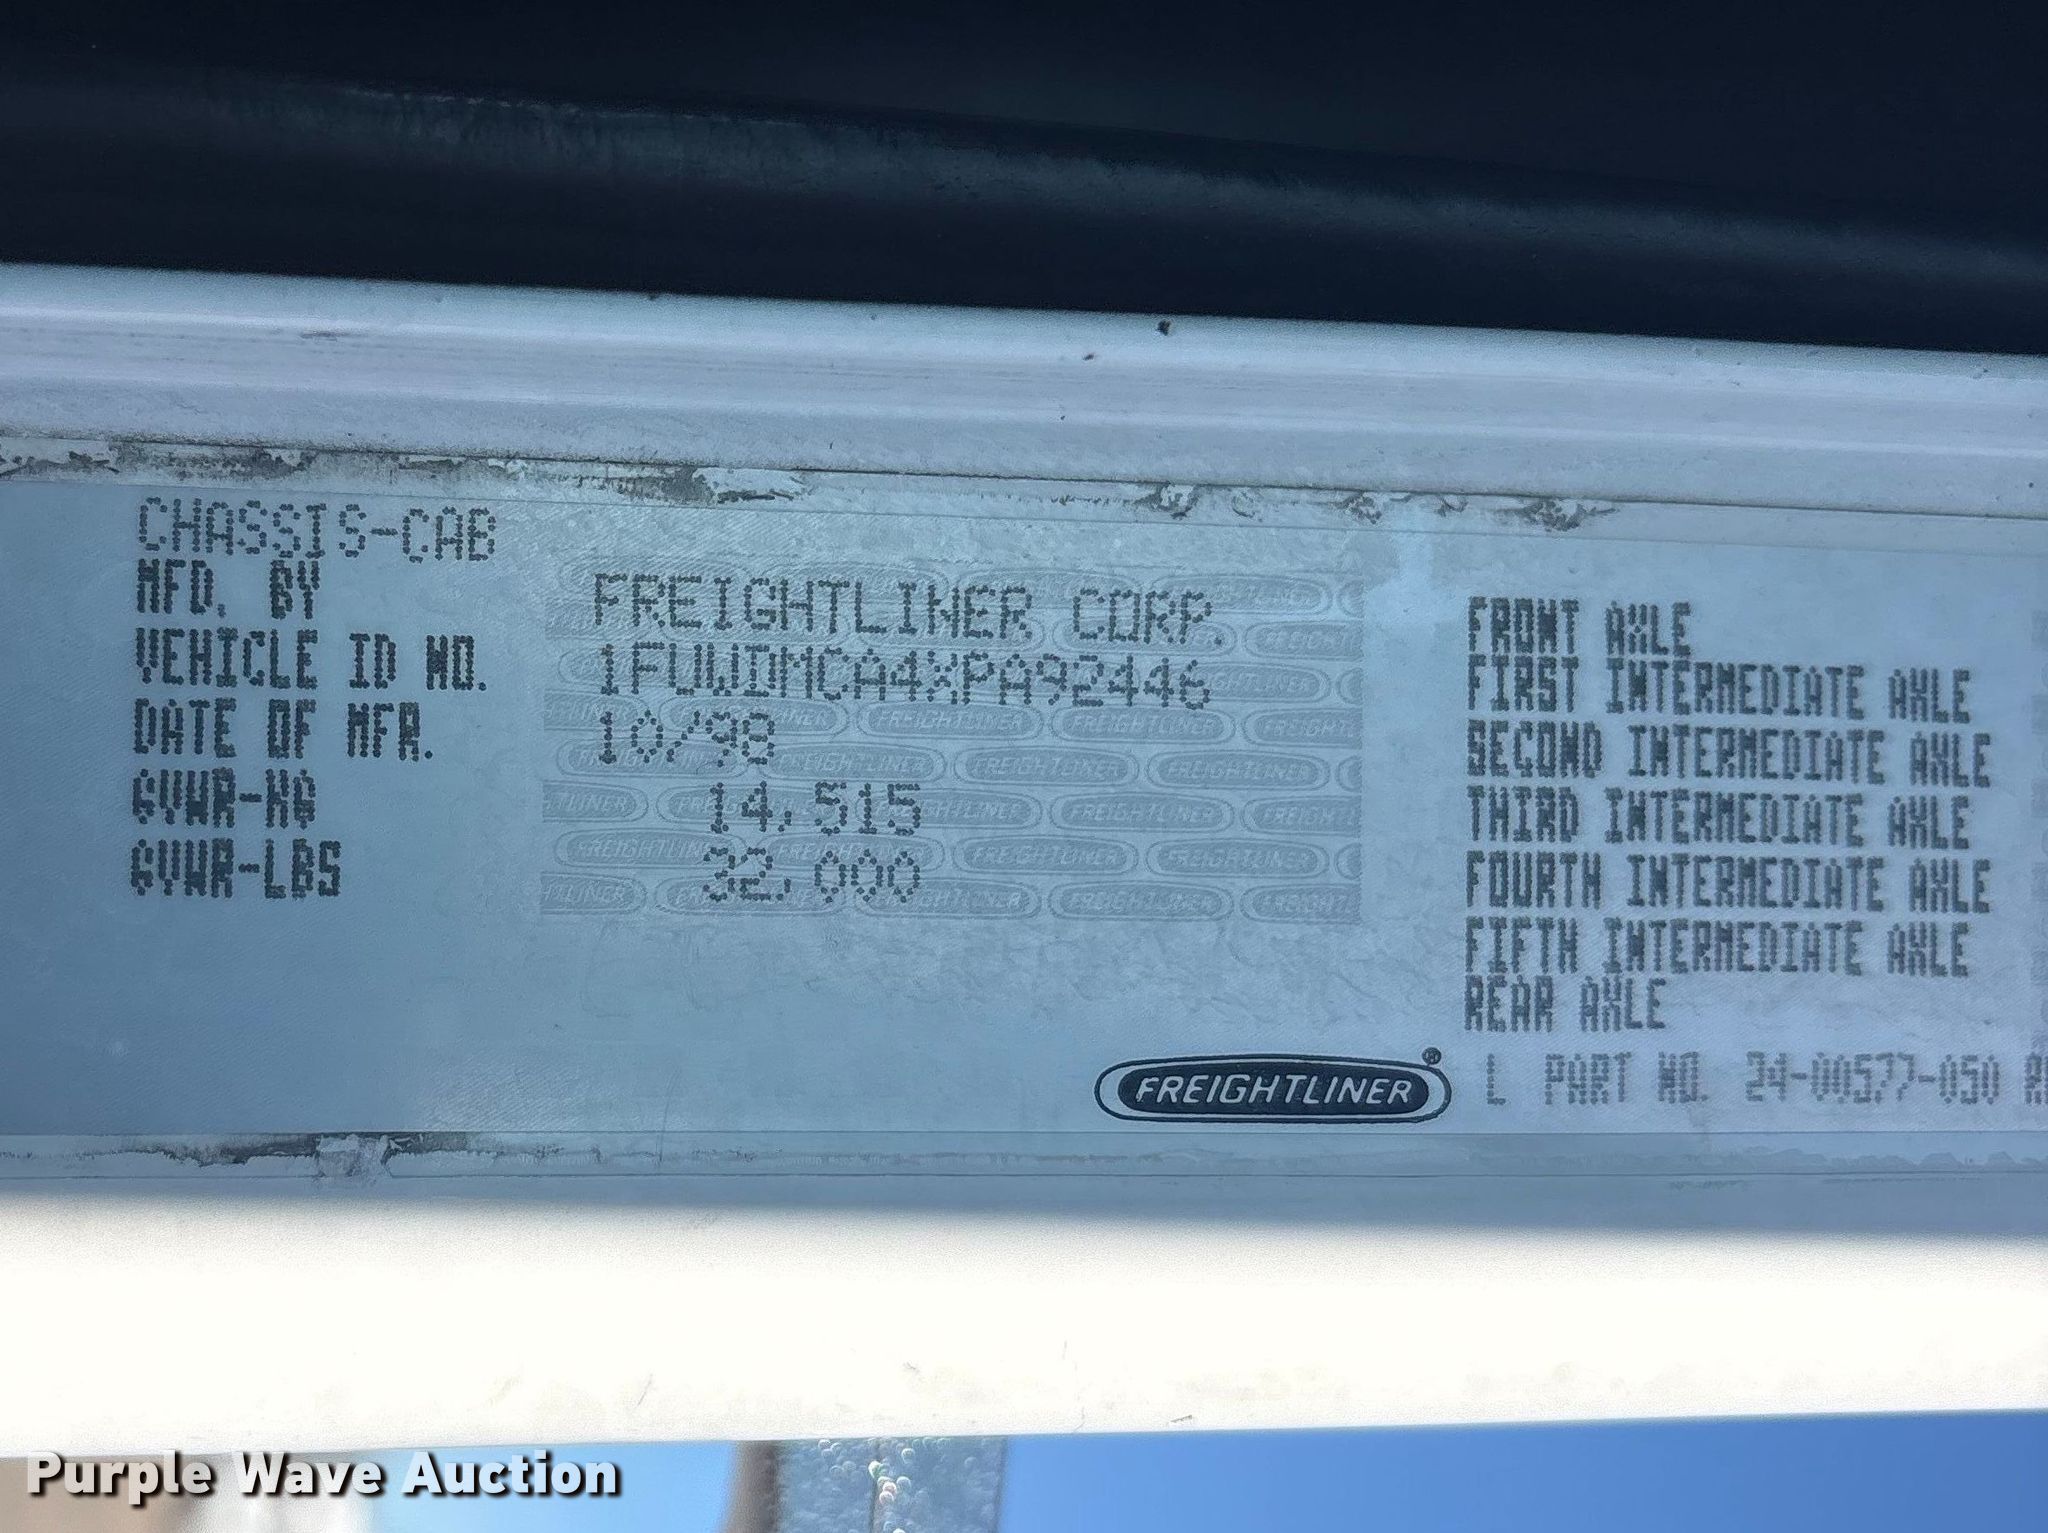 CHASSIS-CAB
MFD. BY FREIGHTLINER CORP.
VEHICLE ID NO. 1FUWDMCA4XPA92446
DATE OF MFR. 10/98
GVWR-KG 14,515
GVWR-LBS 32,000
FRONT AXLE
FIRST INTERMEDIATE AXLE
SECOND INTERMEDIATE AXLE
THIRD INTERMEDIATE AXLE
FOURTH INTERMEDIATE AXLE
FIFTH INTERMEDIATE AXLE
REAR AXLE
FREIGHTLINER®
L PART NO. 24-00577-050
Purple Wave Auction